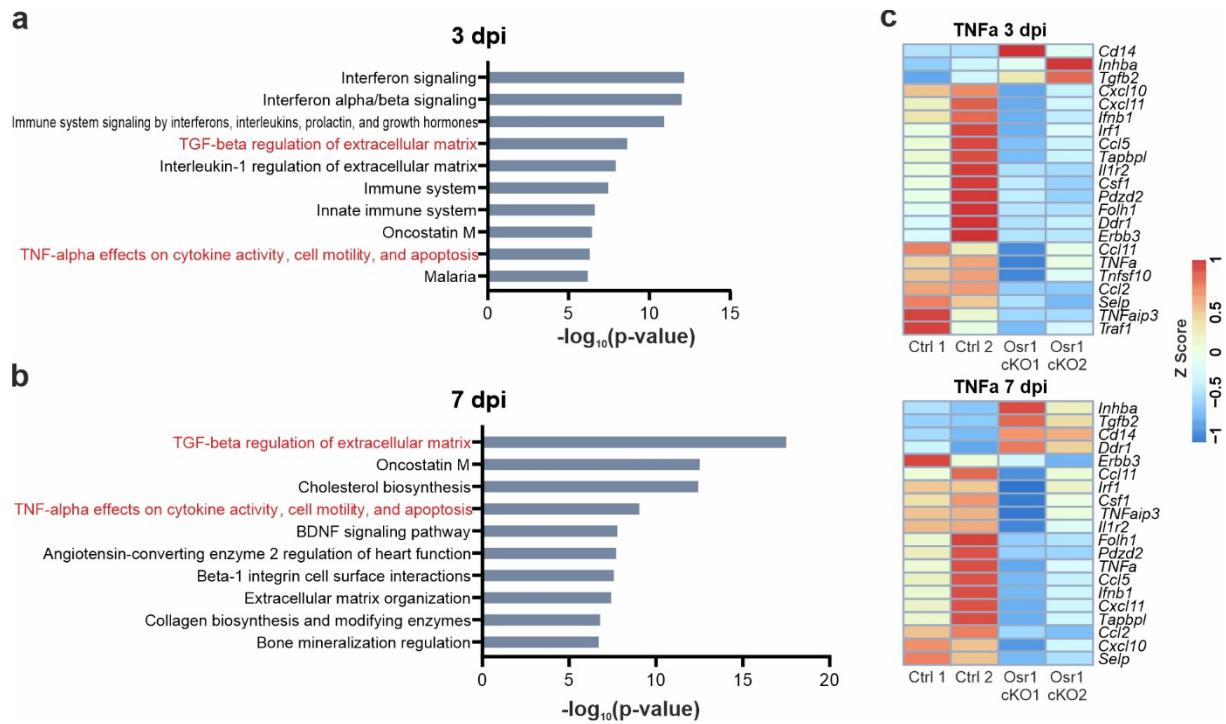 a
3 dpi
Interferon signaling
Interferon alpha/beta signaling
Immune system signaling by interferons, interleukins, prolactin, and growth hormones
TGF-beta regulation of extracellular matrix
Interleukin-1 regulation of extracellular matrix
Immune system
Innate immune system
Oncostatin M
TNF-alpha effects on cytokine activity, cell motility, and apoptosis
Malaria
0 5 10 15
-log₁₀(p-value)
b
7 dpi
TGF-beta regulation of extracellular matrix
Oncostatin M
Cholesterol biosynthesis
TNF-alpha effects on cytokine activity, cell motility, and apoptosis
BDNF signaling pathway
Angiotensin-converting enzyme 2 regulation of heart function
Beta-1 integrin cell surface interactions
Extracellular matrix organization
Collagen biosynthesis and modifying enzymes
Bone mineralization regulation
0 5 10 15 20
-log₁₀(p-value)
c
TNFa 3 dpi
Cd14
Inhba
Tgfb2
Cxcl10
Cxcl11
Ifnb1
Irf1
Ccl5
Tapbpl
Il1r2
Csf1
Pdzd2
Folh1
Ddr1
Erbb3
Ccl11
TNFa
Tnfsf10
Ccl2
Selp
TNFaip3
Traf1
Ctrl 1 Ctrl 2 Osr1 Osr1
cKO1 cKO2
TNFa 7 dpi
Inhba
Tgfb2
Cd14
Ddr1
Erbb3
Ccl11
Irf1
Csf1
TNFaip3
Il1r2
Folh1
Pdzd2
TNFa
Ccl5
Ifnb1
Cxcl11
Tapbpl
Ccl2
Cxcl10
Selp
Ctrl 1 Ctrl 2 Osr1 Osr1
cKO1 cKO2
Z Score
1
0.5
0
−0.5
−1